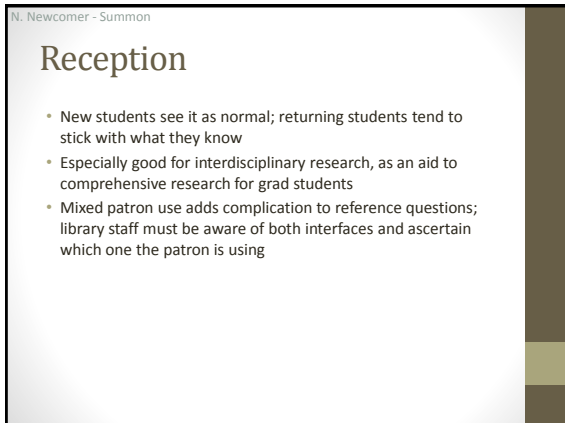 N. Newcomer - Summon
Reception
• New students see it as normal; returning students tend to
stick with what they know
• Especially good for interdisciplinary research, as an aid to
comprehensive research for grad students
• Mixed patron use adds complication to reference questions;
library staff must be aware of both interfaces and ascertain
which one the patron is using